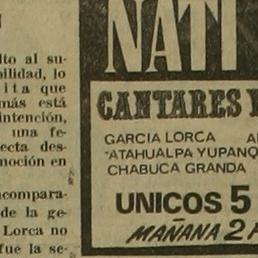 lto al su-
bilidad, lo
ita que
más está
intención,
una fe-
ecta des-
moción en
ncompara-
de la ge-
Lorca no
fue la se-
NATI
CANTARES
GARCIA LORCA
ATAHUALPA YUPANQ
CHABUCA GRANDA
UNICOS 5
MAÑANA 2